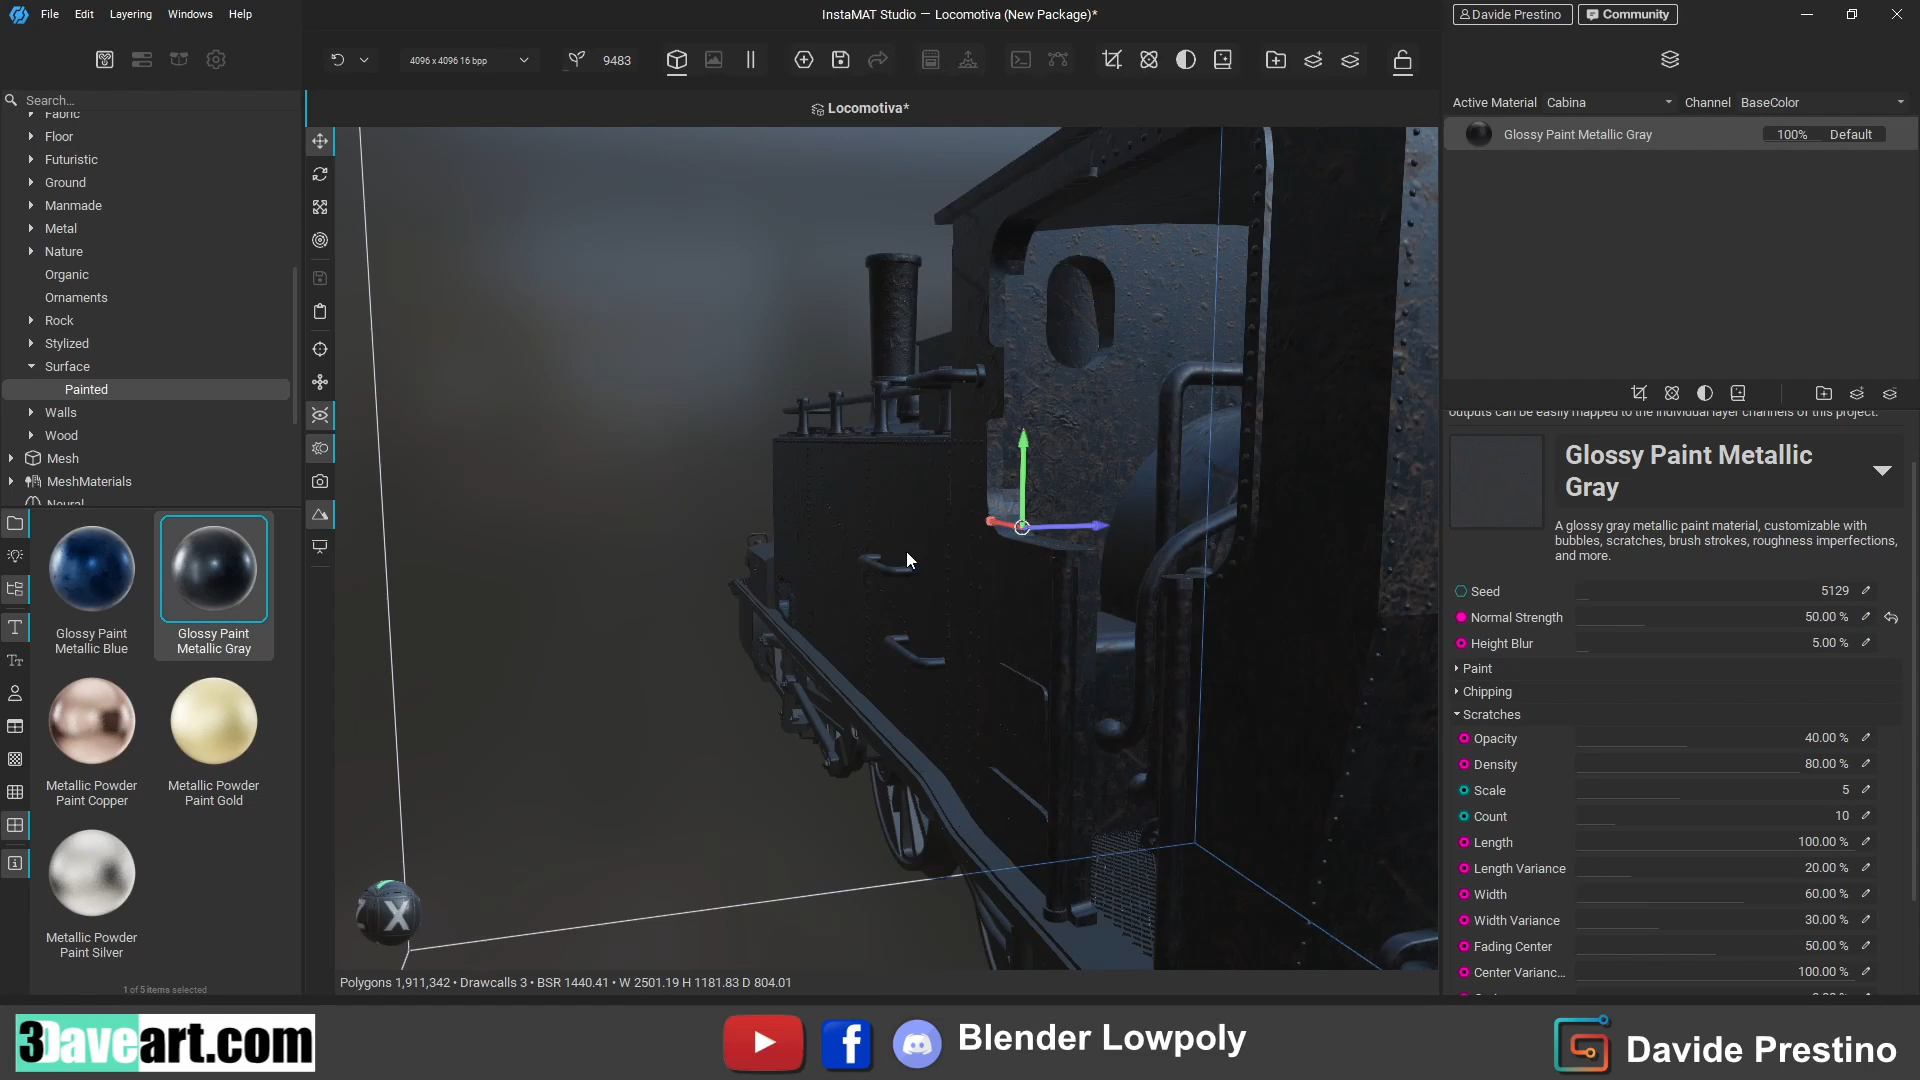 File Edit Layering Windows Help
InstaMAT Studio — Locomotiva (New Package)*
Davide Prestino Community
4096 x 4096 16 bpp
9483
Search...
Locomotiva*
Active Material Cabina Channel BaseColor
Glossy Paint Metallic Gray 100% Default
Fabric
Floor
Futuristic
Ground
Manmade
Metal
Nature
Organic
Ornaments
Rock
Stylized
Surface
Painted
Walls
Wood
Mesh
MeshMaterials
Neural
Glossy Paint
Metallic Blue
Glossy Paint
Metallic Gray
Metallic Powder
Paint Copper
Metallic Powder
Paint Gold
Metallic Powder
Paint Silver
1 of 5 items selected
X
Polygons 1,911,342 • Drawcalls 3 • BSR 1440.41 • W 2501.19 H 1181.83 D 804.01
outputs can be easily mapped to the individual layer channels of this project.
Glossy Paint Metallic
Gray
A glossy gray metallic paint material, customizable with
bubbles, scratches, brush strokes, roughness imperfections,
and more.
Seed 5129
Normal Strength 50.00 %
Height Blur 5.00 %
Paint
Chipping
Scratches
Opacity 40.00 %
Density 80.00 %
Scale 5
Count 10
Length 100.00 %
Length Variance 20.00 %
Width 60.00 %
Width Variance 30.00 %
Fading Center 50.00 %
Center Varianc... 100.00 %
3Daveart.com
Blender Lowpoly
Davide Prestino